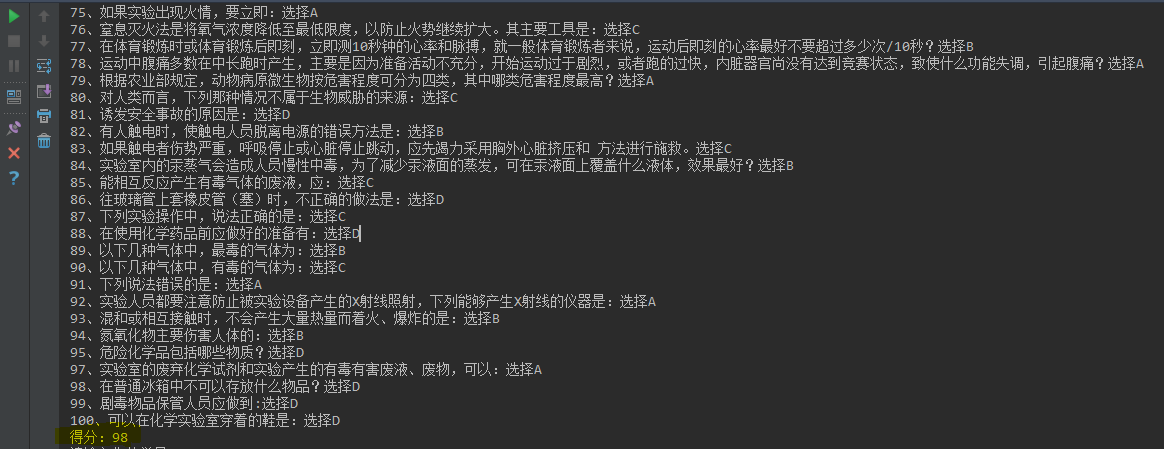 75、如果实验出现火情，要立即：选择A
76、窒息灭火法是将氧气浓度降低至最低限度，以防止火势继续扩大。其主要工具是：选择C
77、在体育锻炼时或体育锻炼后即刻，立即测10秒钟的心率和脉搏，就一般体育锻炼者来说，运动后即刻的心率最好不要超过多少次/10秒？选择B
78、运动中腹痛多数在中长跑时产生，主要是因为准备活动不充分，开始运动过于剧烈，或者跑的过快，内脏器官尚没有达到竞赛状态，致使什么功能失调，引起腹痛？选择A
79、根据农业部规定，动物病原微生物按危害程度可分为四类，其中哪类危害程度最高？选择A
80、对人类而言，下列那种情况不属于生物威胁的来源：选择C
81、诱发安全事故的原因是：选择D
82、有人触电时，使触电人员脱离电源的错误方法是：选择B
83、如果触电者伤势严重，呼吸停止或心脏停止跳动，应先竭力采用胸外心脏挤压和 方法进行施救。选择C
84、实验室内的汞蒸气会造成人员慢性中毒，为了减少汞液面的蒸发，可在汞液面上覆盖什么液体，效果最好？选择B
85、能相互反应产生有毒气体的废液，应：选择C
86、往玻璃管上套橡皮管（塞）时，不正确的做法是：选择D
87、下列实验操作中，说法正确的是：选择C
88、在使用化学药品前应做好的准备有：选择D
89、以下几种气体中，最毒的气体为：选择B
90、以下几种气体中，有毒的气体为：选择C
91、下列说法错误的是：选择A
92、实验人员都要注意防止被实验设备产生的X射线照射，下列能够产生X射线的仪器是：选择A
93、混和或相互接触时，不会产生大量热量而着火、爆炸的是：选择B
94、氮氧化物主要伤害人体的：选择B
95、危险化学品包括哪些物质？选择D
97、实验室的废弃化学试剂和实验产生的有毒有害废液、废物，可以：选择A
98、在普通冰箱中不可以存放什么物品？选择D
99、剧毒物品保管人员应做到:选择D
100、可以在化学实验室穿着的鞋是：选择D
得分：98